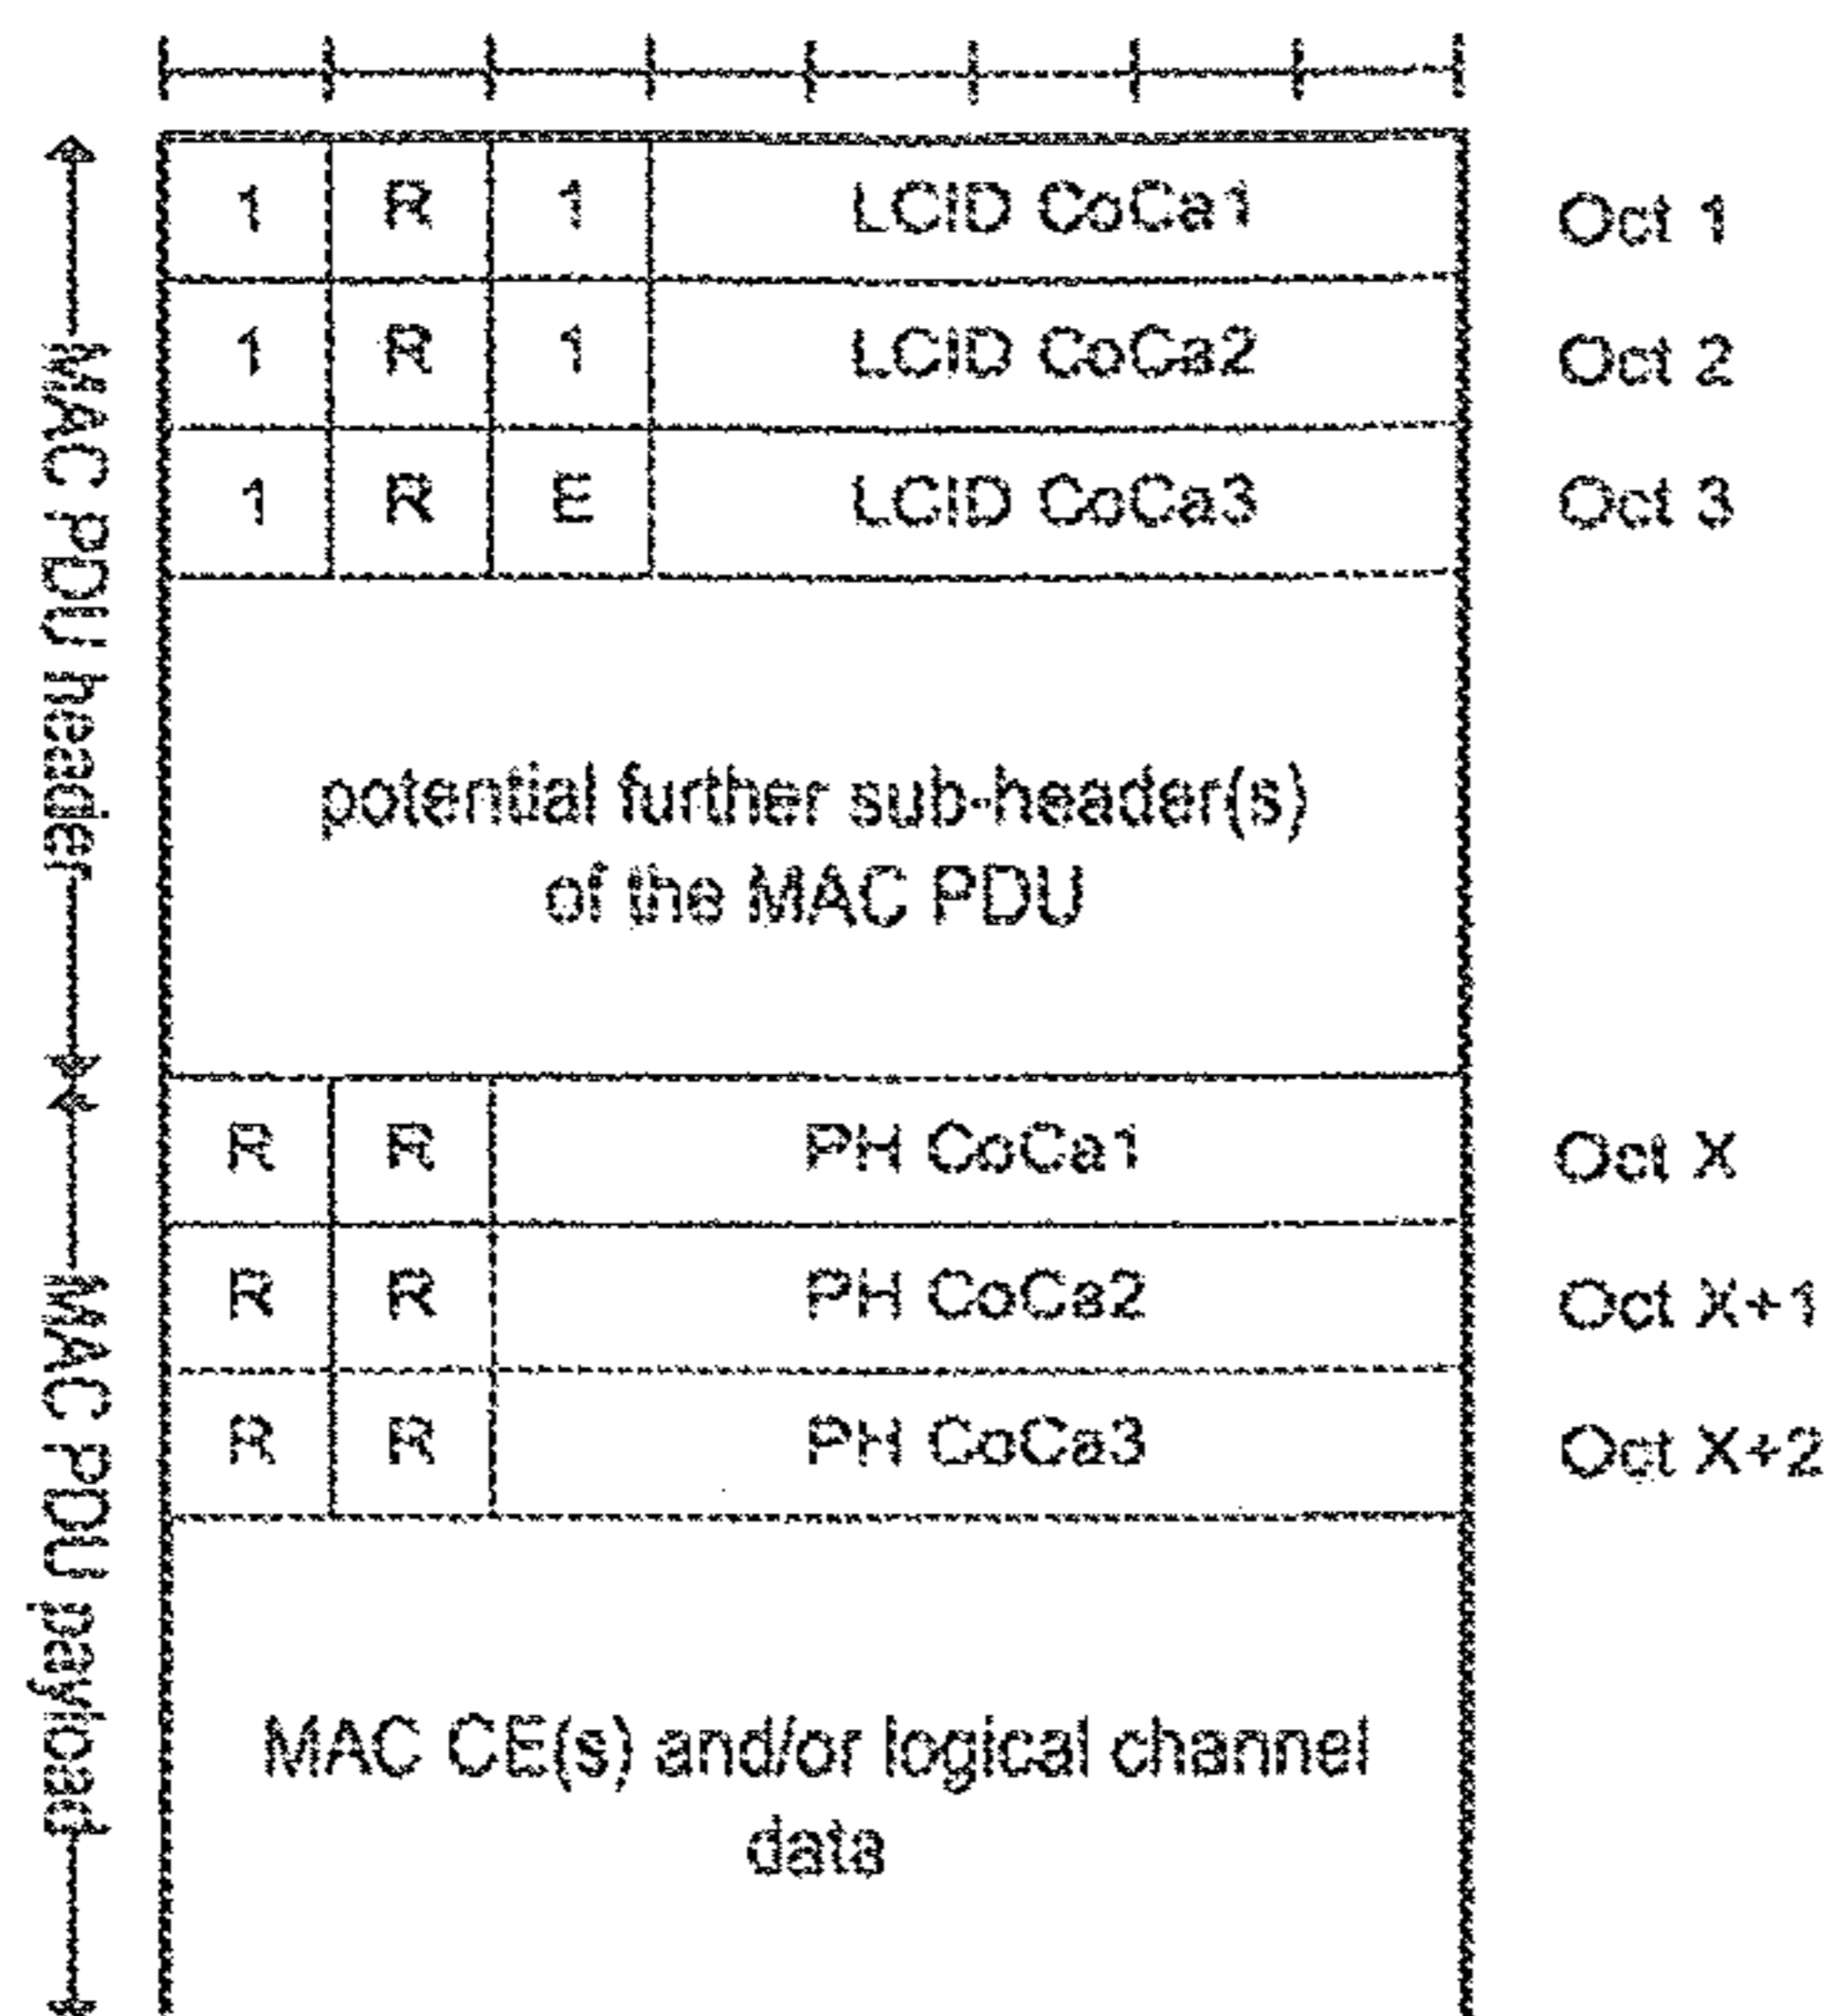 1 R 1 LCID CoCa1 Oct 1
1 R 1 LCID CoCa2 Oct 2
1 R E LCID CoCa3 Oct 3
MAC PDU header
potential further sub-header(s)
of the MAC PDU
R R PH CoCa1 Oct X
R R PH CoCa2 Oct X+1
R R PH CoCa3 Oct X+2
MAC PDU payload
MAC CE(s) and/or logical channel
data